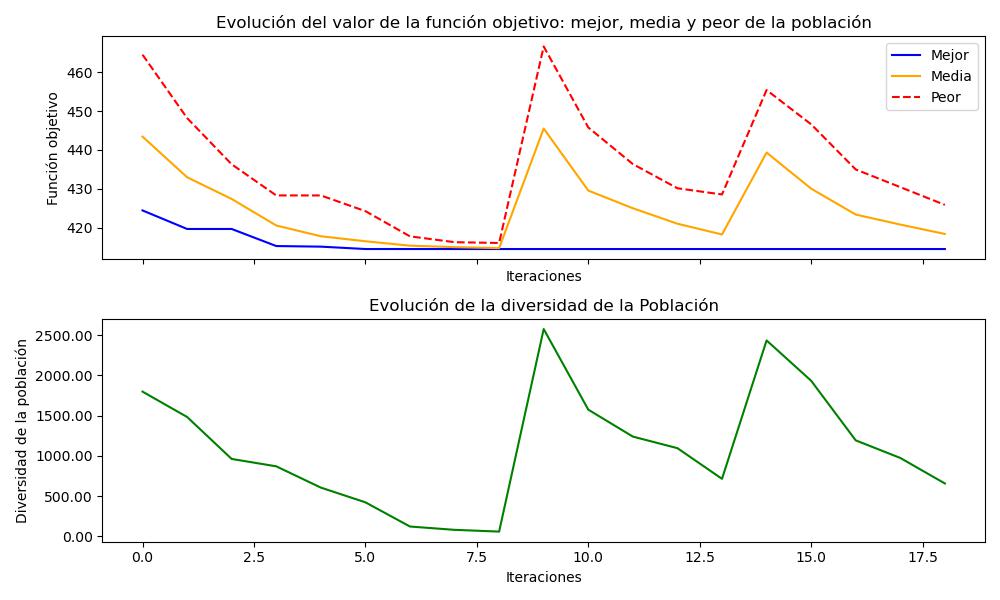 Evolución del valor de la función objetivo: mejor, media y peor de la población
460
450
440
430
420
Función objetivo
Mejor
Media
Peor
Iteraciones
Evolución de la diversidad de la Población
2500.00
2000.00
1500.00
1000.00
500.00
0.00
Diversidad de la población
0.0 2.5 5.0 7.5 10.0 12.5 15.0 17.5
Iteraciones